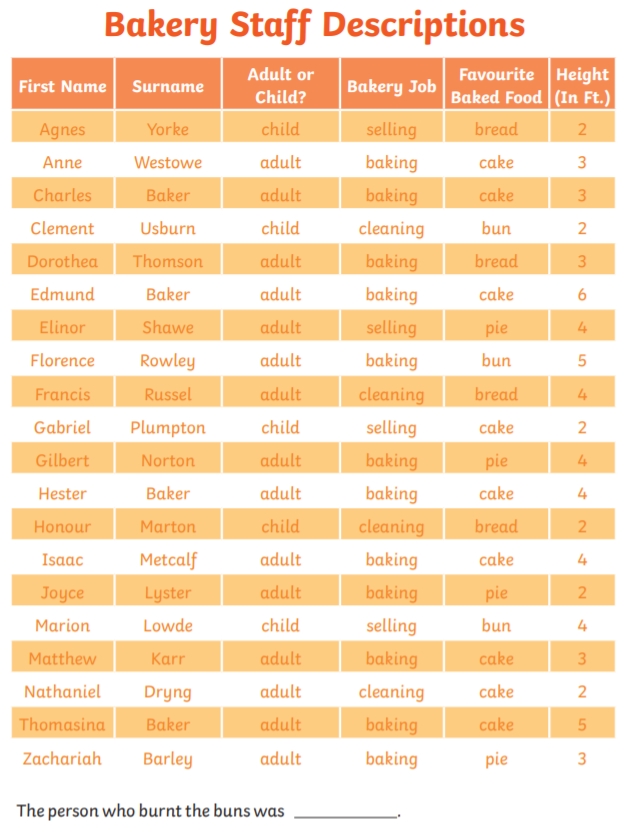 Bakery Staff Descriptions
First Name Surname Adult or Child? Bakery Job Favourite Baked Food Height (In Ft.)
Agnes Yorke child selling bread 2
Anne Westowe adult baking cake 3
Charles Baker adult baking cake 3
Clement Usburn child cleaning bun 2
Dorothea Thomson adult baking bread 3
Edmund Baker adult baking cake 6
Elinor Shawe adult selling pie 4
Florence Rowley adult baking bun 5
Francis Russel adult cleaning bread 4
Gabriel Plumpton child selling cake 2
Gilbert Norton adult baking pie 4
Hester Baker adult baking cake 4
Honour Marton child cleaning bread 2
Isaac Metcalf adult baking cake 4
Joyce Lyster adult baking pie 2
Marion Lowde child selling bun 4
Matthew Karr adult baking cake 3
Nathaniel Dryng adult cleaning cake 2
Thomasina Baker adult baking cake 5
Zachariah Barley adult baking pie 3
The person who burnt the buns was ____________.